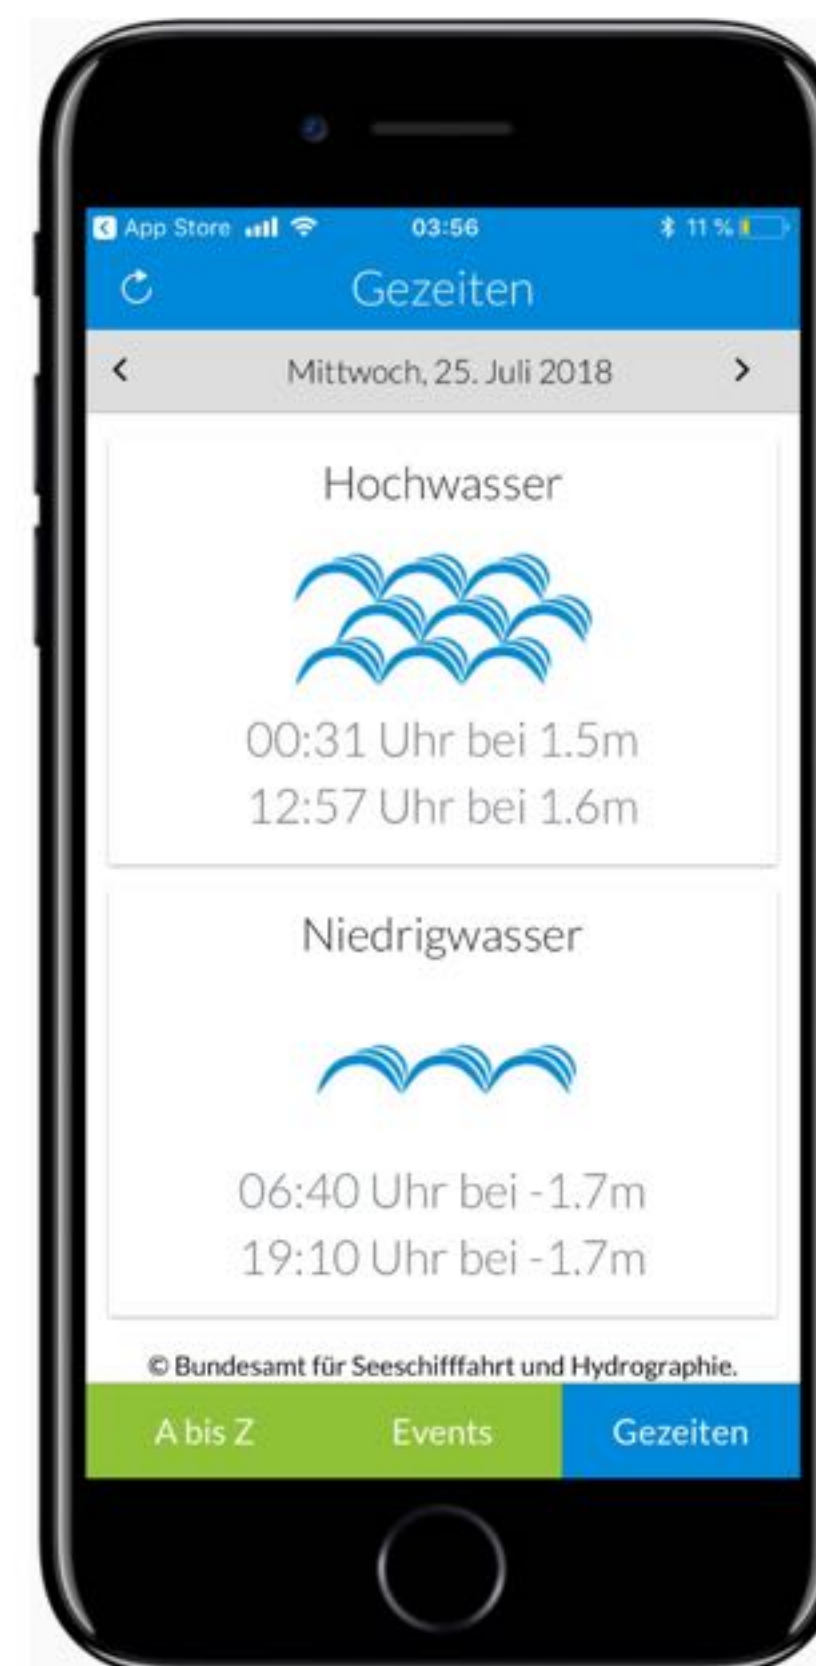 App Store 03:56 11 %
Gezeiten
Mittwoch, 25. Juli 2018
Hochwasser
00:31 Uhr bei 1.5m
12:57 Uhr bei 1.6m
Niedrigwasser
06:40 Uhr bei -1.7m
19:10 Uhr bei -1.7m
© Bundesamt für Seeschifffahrt und Hydrographie.
A bis Z Events Gezeiten